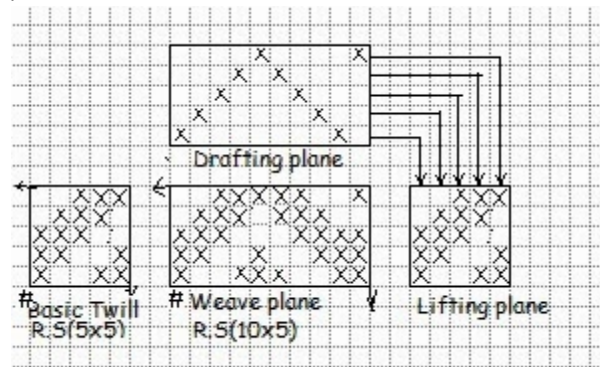 Drafting plane
# Basic Twill
R.S(5x5)
# Weave plane
R.S(10x5)
Lifting plane